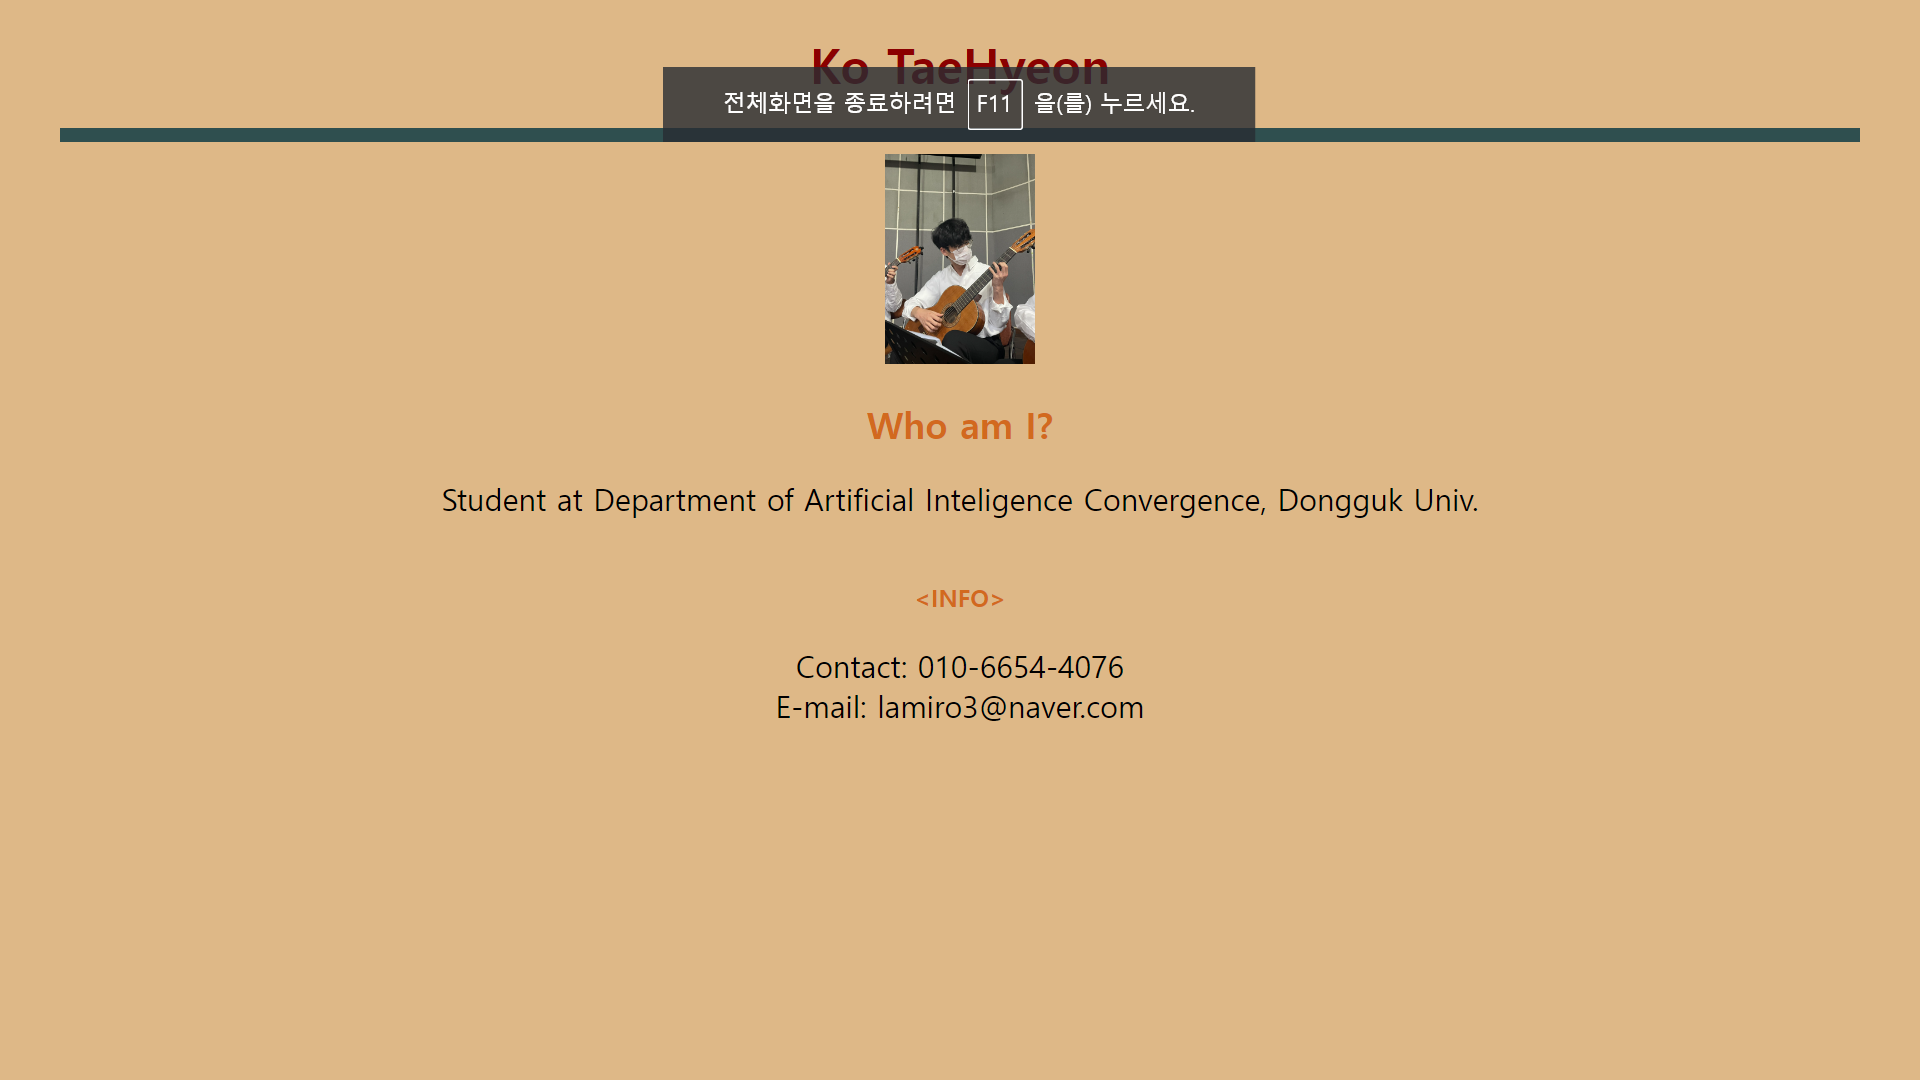 Ko TaeHyeon
전체화면을 종료하려면 F11 을(를) 누르세요.
Who am I?
Student at Department of Artificial Inteligence Convergence, Dongguk Univ.
<INFO>
Contact: 010-6654-4076
E-mail: lamiro3@naver.com